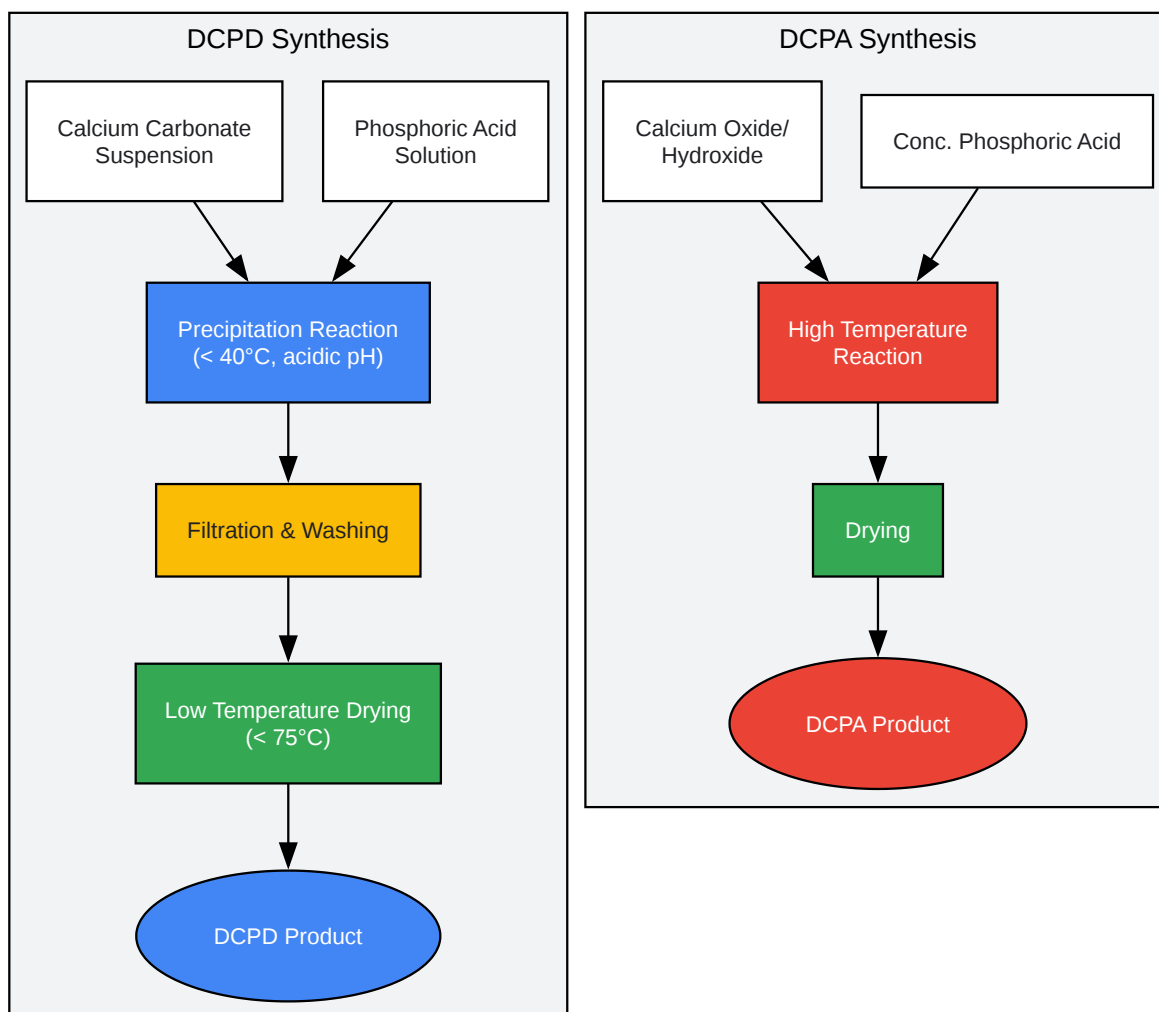 DCPD Synthesis
Calcium Carbonate
Suspension
Phosphoric Acid
Solution
Precipitation Reaction
(< 40°C, acidic pH)
Filtration & Washing
Low Temperature Drying
(< 75°C)
DCPD Product
DCPA Synthesis
Calcium Oxide/
Hydroxide
Conc. Phosphoric Acid
High Temperature
Reaction
Drying
DCPA Product